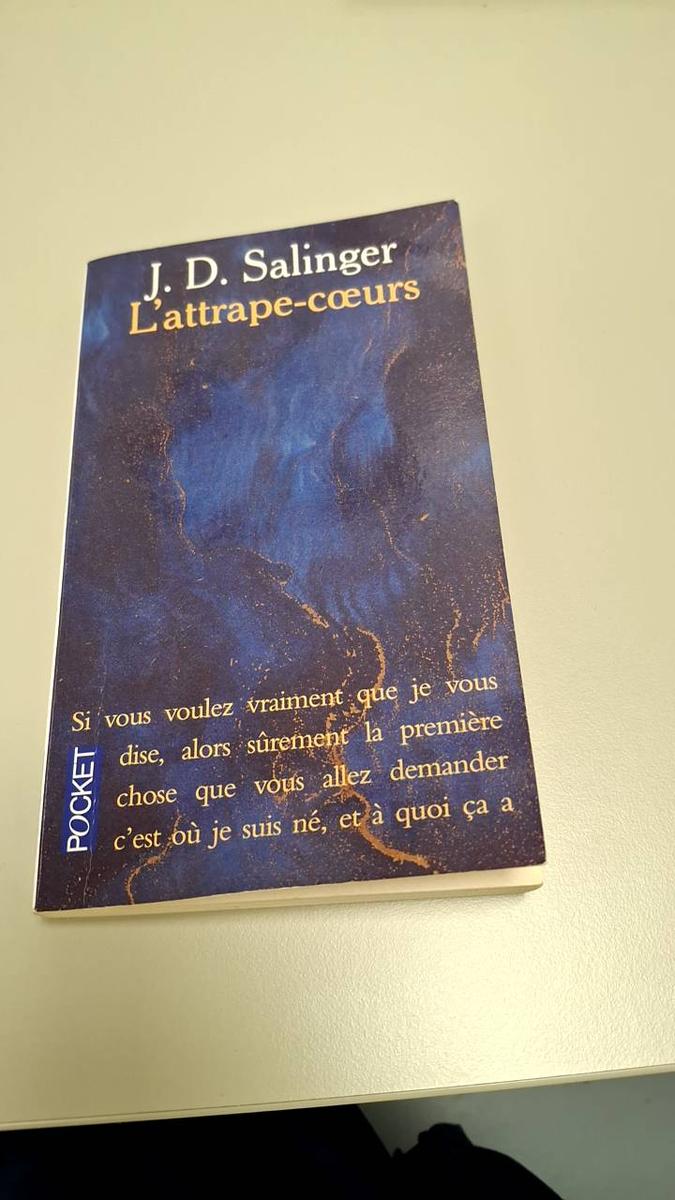 J. D. Salinger
L'attrape-cœurs
Si vous voulez vraiment que je vous
dise, alors sûrement la première
chose que vous allez demander
c'est où je suis né, et à quoi ça a
POCKET